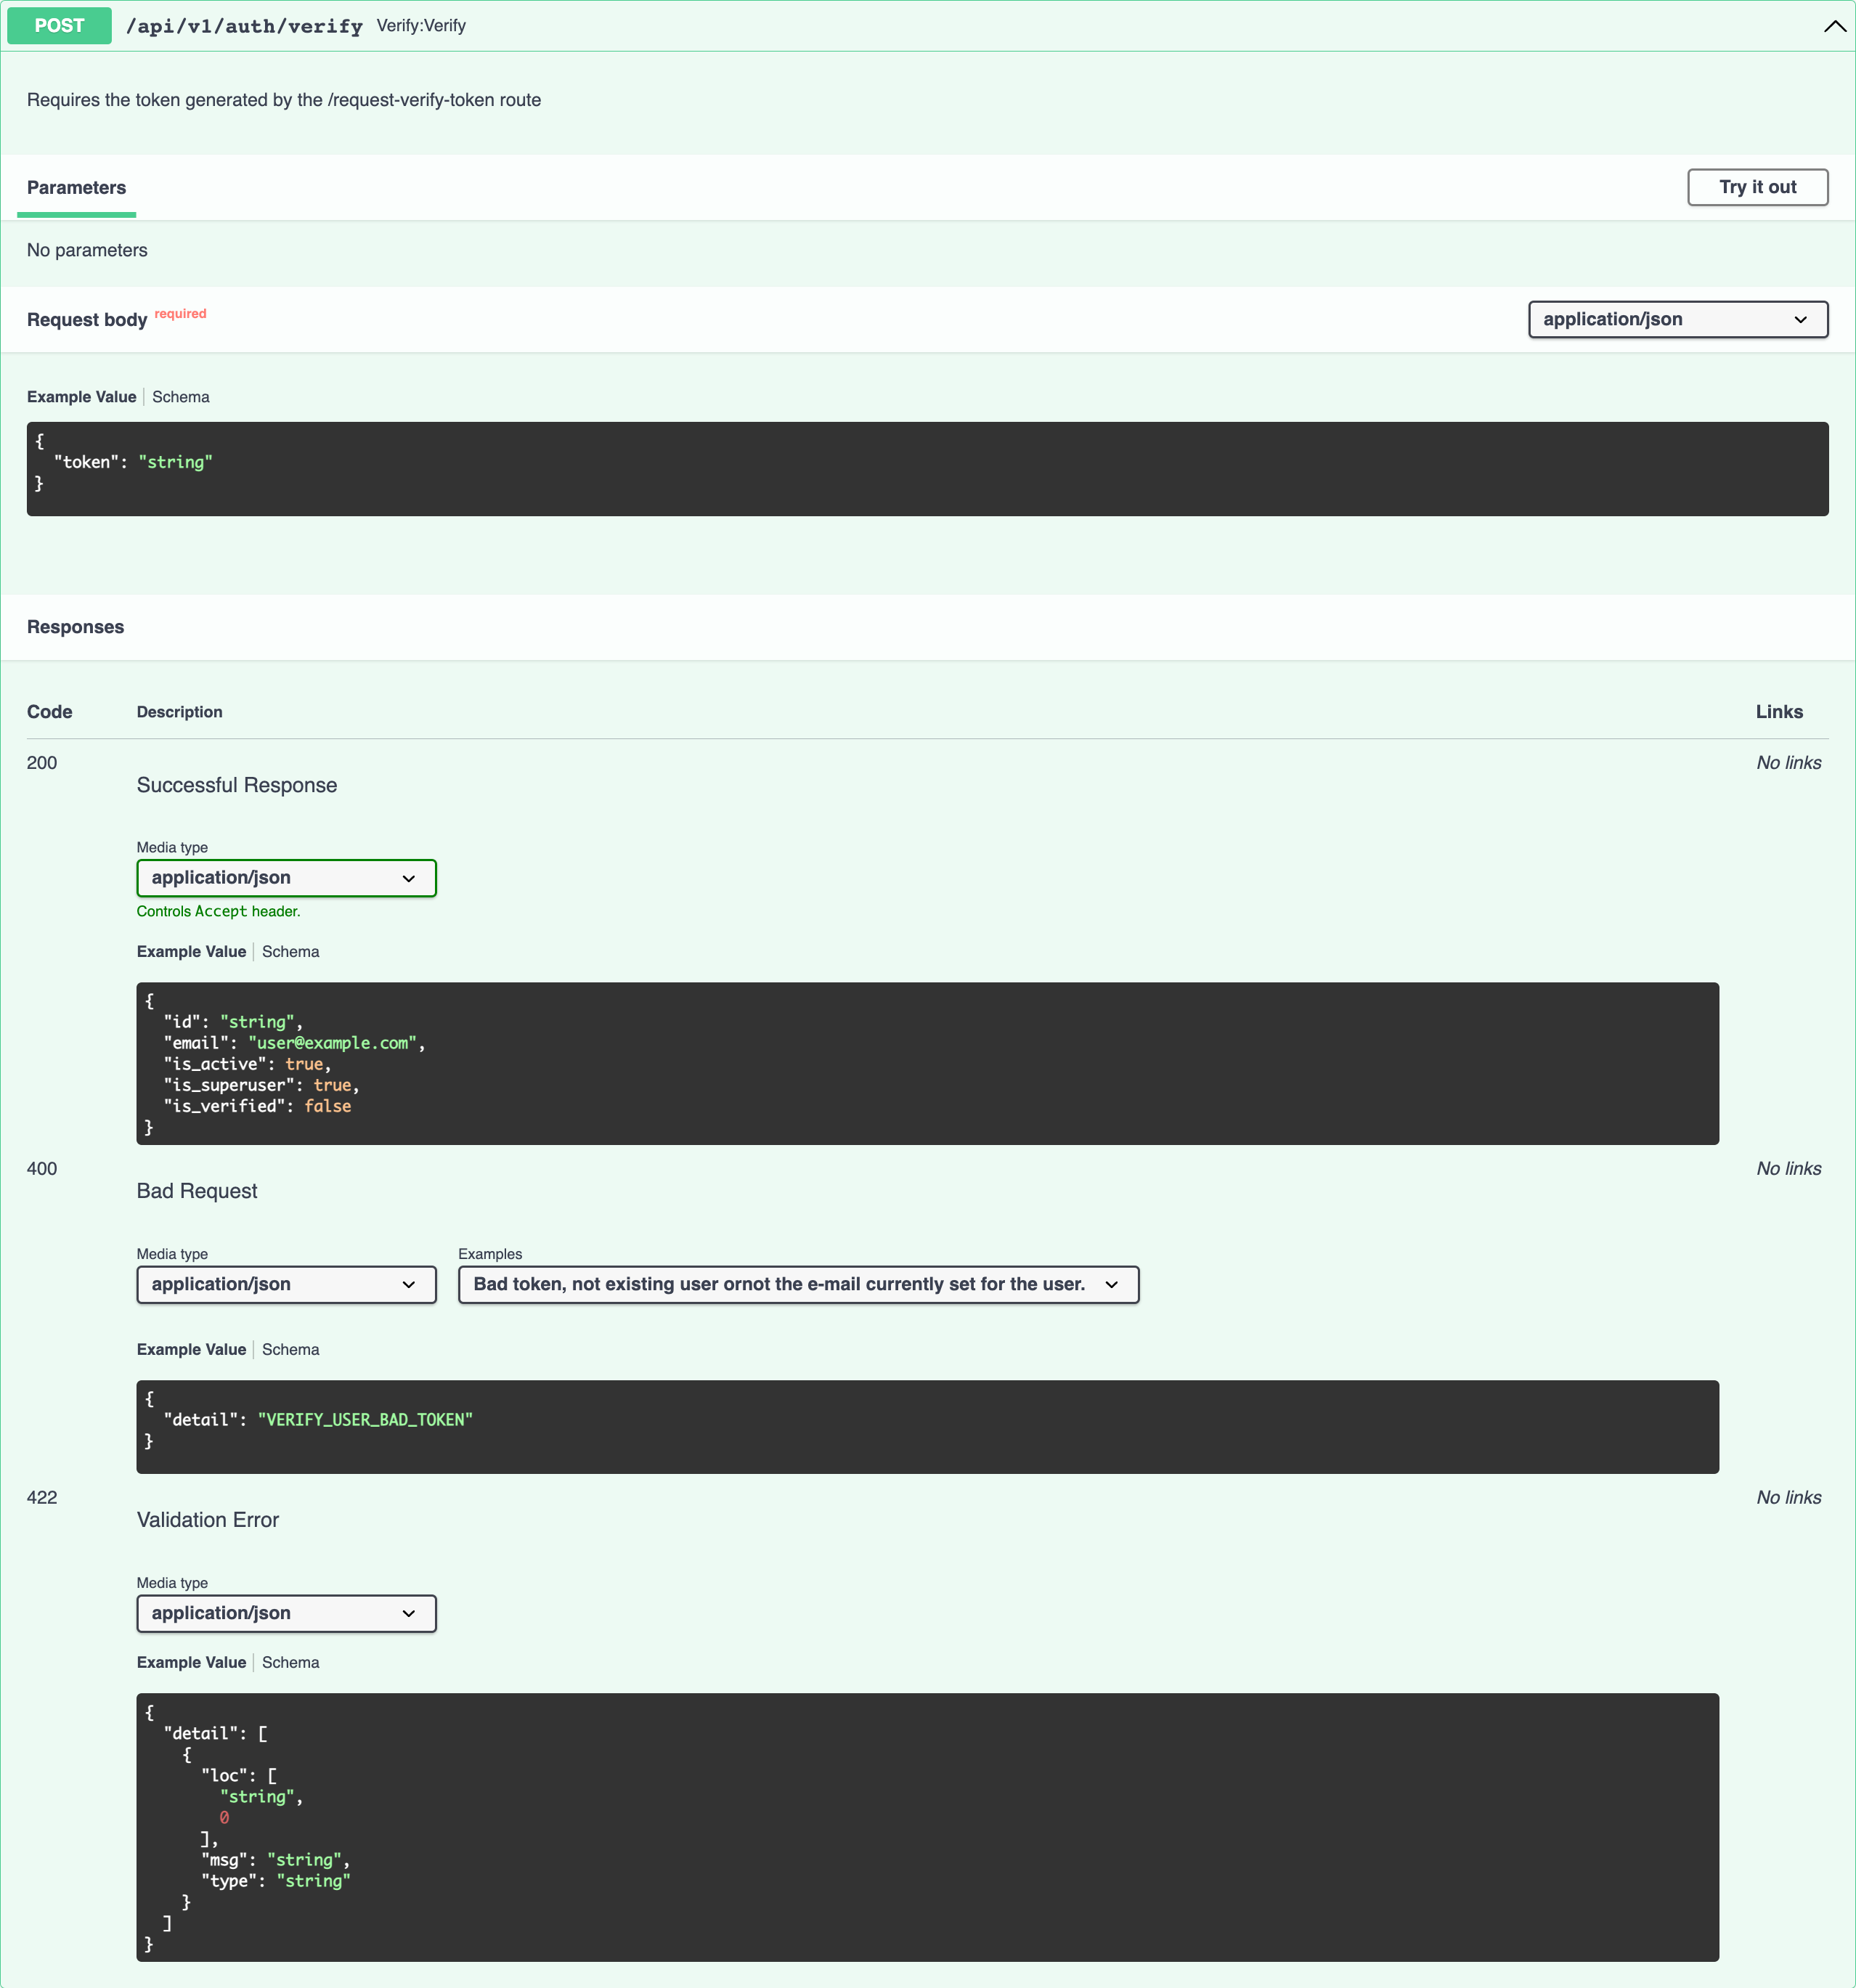 POST /api/v1/auth/verify Verify:Verify
Requires the token generated by the /request-verify-token route
Parameters
Try it out
No parameters
Request body required
application/json
Example Value Schema
{
  "token": "string"
}
Responses
Code Description Links
200
Successful Response
No links
Media type
application/json
Controls Accept header.
Example Value Schema
{
  "id": "string",
  "email": "user@example.com",
  "is_active": true,
  "is_superuser": true,
  "is_verified": false
}
400
Bad Request
No links
Media type
application/json
Examples
Bad token, not existing user ornot the e-mail currently set for the user.
Example Value Schema
{
  "detail": "VERIFY_USER_BAD_TOKEN"
}
422
Validation Error
No links
Media type
application/json
Example Value Schema
{
  "detail": [
    {
      "loc": [
        "string",
        0
      ],
      "msg": "string",
      "type": "string"
    }
  ]
}